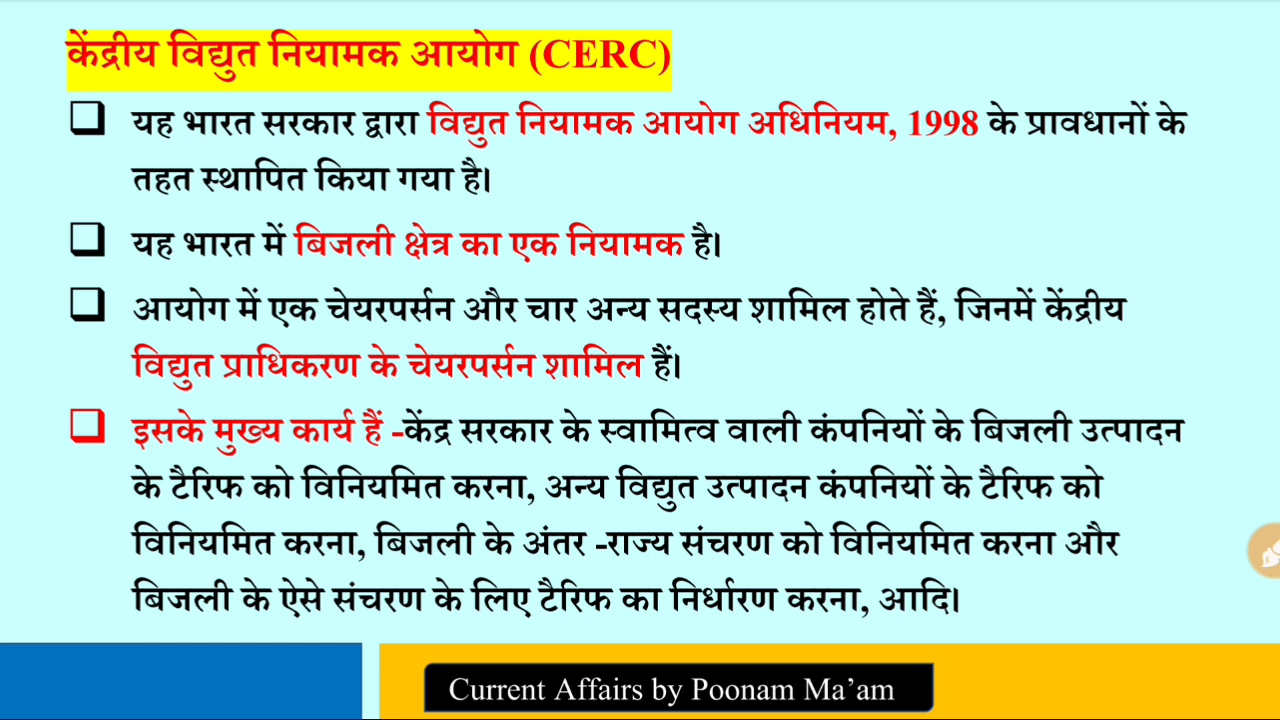 केंद्रीय विद्युत नियामक आयोग (CERC)
यह भारत सरकार द्वारा विद्युत नियामक आयोग अधिनियम, 1998 के प्रावधानों के
तहत स्थापित किया गया है।
यह भारत में बिजली क्षेत्र का एक नियामक है।
आयोग में एक चेयरपर्सन और चार अन्य सदस्य शामिल होते हैं, जिनमें केंद्रीय
विद्युत प्राधिकरण के चेयरपर्सन शामिल हैं।
इसके मुख्य कार्य हैं -केंद्र सरकार के स्वामित्व वाली कंपनियों के बिजली उत्पादन
के टैरिफ को विनियमित करना, अन्य विद्युत उत्पादन कंपनियों के टैरिफ को
विनियमित करना, बिजली के अंतर -राज्य संचरण को विनियमित करना और
बिजली के ऐसे संचरण के लिए टैरिफ का निर्धारण करना, आदि।
Current Affairs by Poonam Ma’am